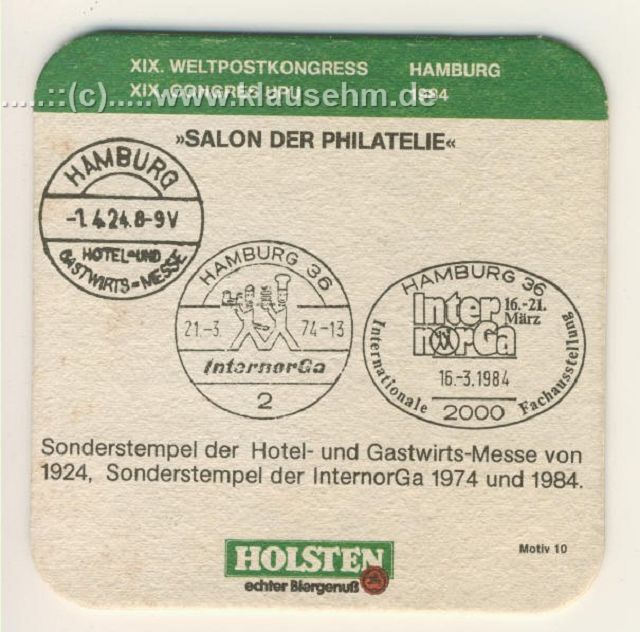 XIX. WELTPOSTKONGRESS HAMBURG
XIX. CONGRÈS UPU 1984
......::(c).....www.klausehm.de
»SALON DER PHILATELIE«
HAMBURG
-1.4.24.8-9V
HOTEL-UND
GASTWIRTS-MESSE
HAMBURG 36
21.-3. 74-13
InternorGa
2
HAMBURG 36
Inter
norGa
16.-21.
März
16.-3.1984
Internationale Fachausstellung
2000
Sonderstempel der Hotel- und Gastwirts-Messe von
1924, Sonderstempel der InternorGa 1974 und 1984.
HOLSTEN
echter Biergenuß
Motiv 10